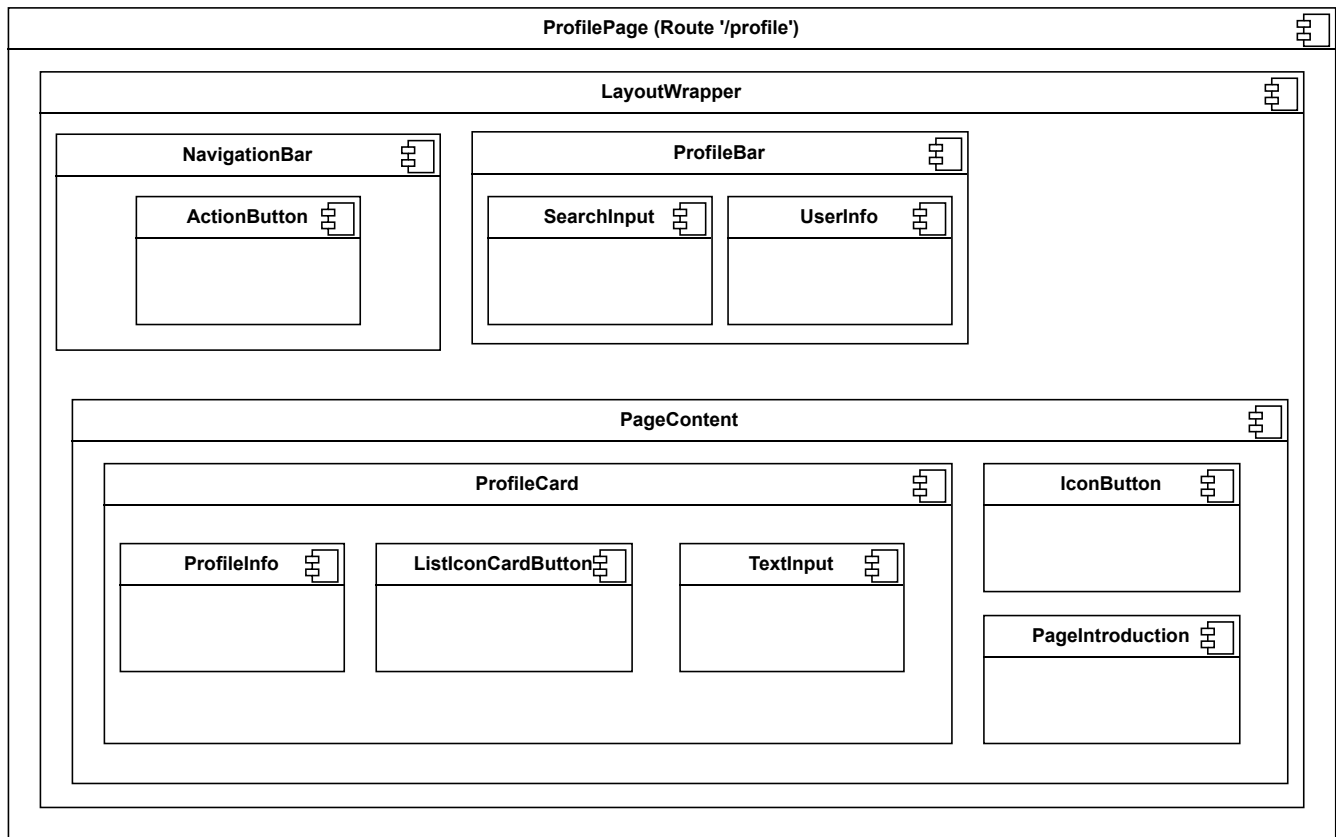 ProfilePage (Route '/profile')
LayoutWrapper
NavigationBar
ProfileBar
ActionButton
SearchInput
UserInfo
PageContent
ProfileCard
IconButton
ProfileInfo
ListIconCardButton
TextInput
PageIntroduction